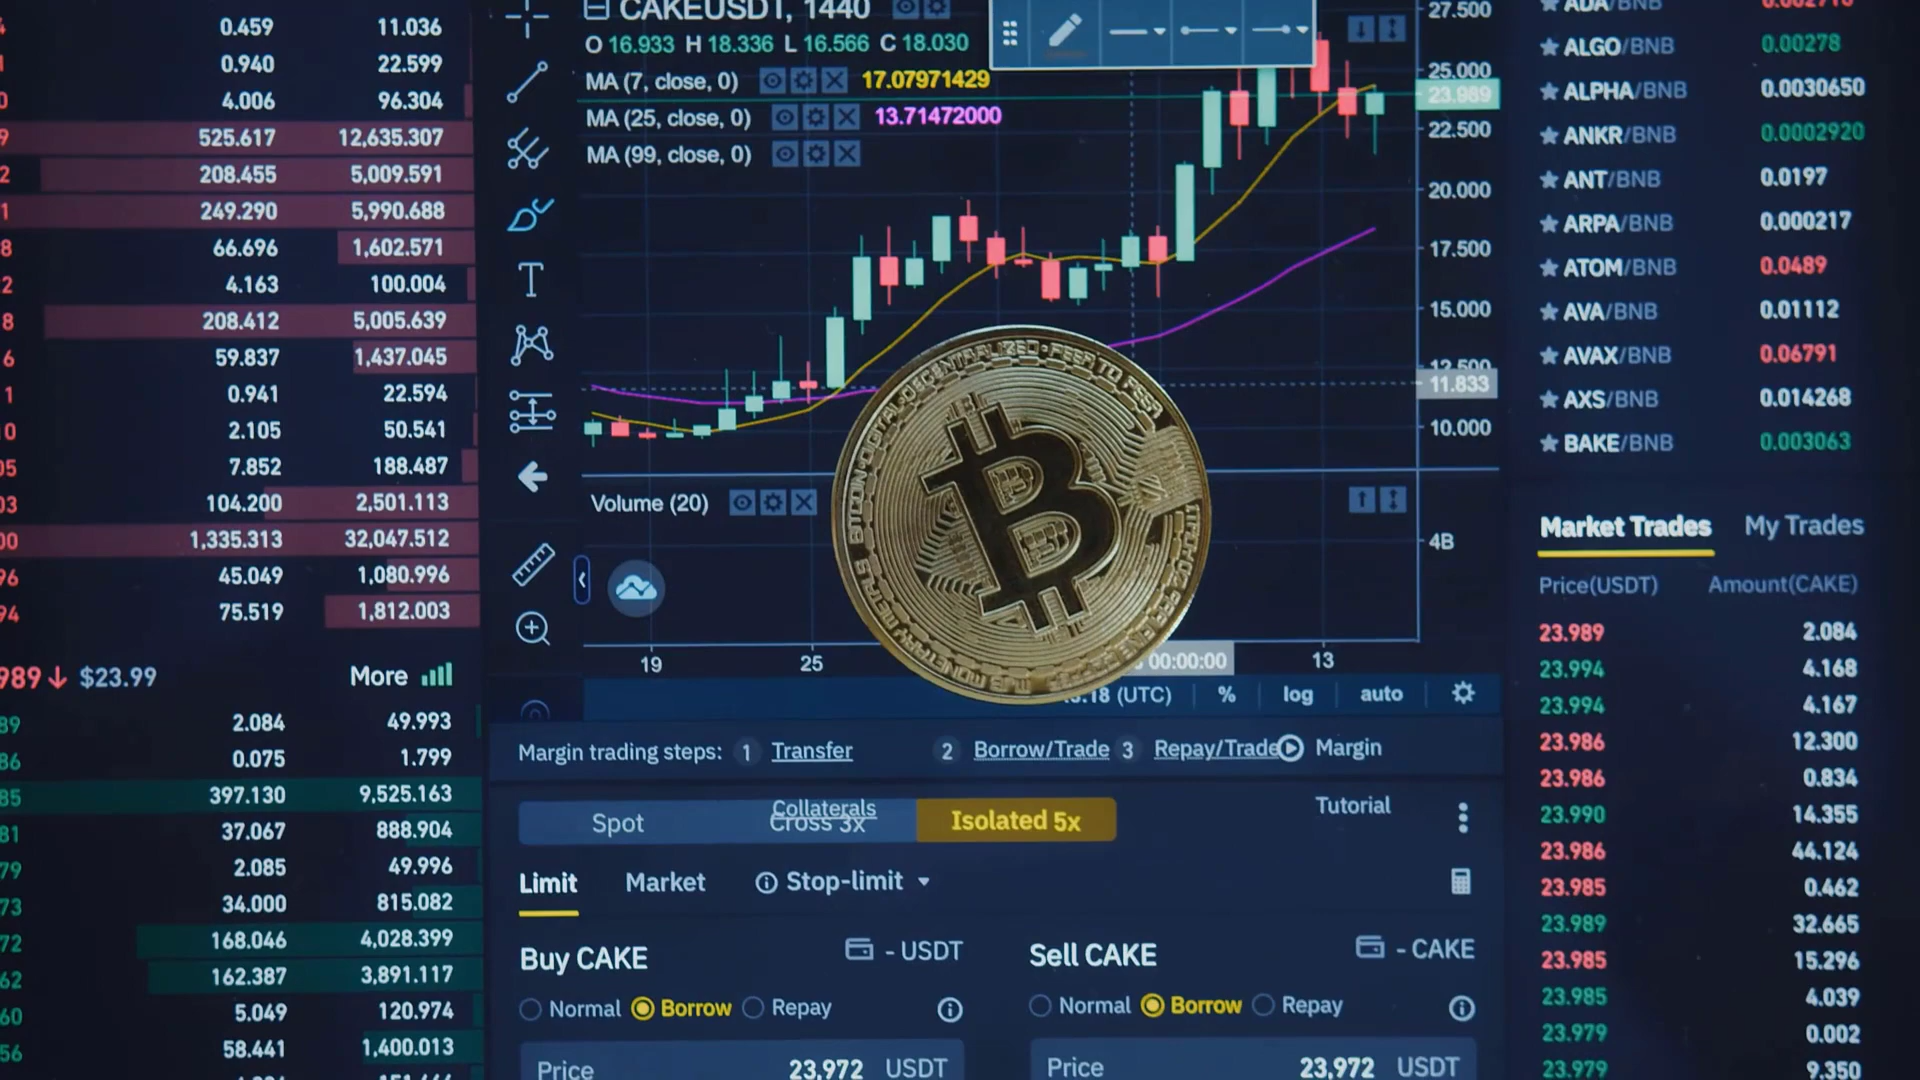 0.459 11.036
0.940 22.599
4.006 96.304
525.617 12,635.307
208.455 5,009.591
249.290 5,990.688
66.696 1,602.571
4.163 100.004
208.412 5,005.639
59.837 1,437.045
0.941 22.594
2.105 50.541
7.852 188.487
104.200 2,501.113
1,335.313 32,047.512
45.049 1,080.996
75.519 1,812.003
989 $23.99 More
2.084 49.993
0.075 1.799
397.130 9,525.163
37.067 888.904
2.085 49.996
34.000 815.082
168.046 4,028.399
162.387 3,891.117
5.049 120.974
58.441 1,400.013
CAKEUSDT, 1440
O 16.933 H 18.336 L 16.566 C 18.030
MA (7, close, 0) 17.07971429
MA (25, close, 0) 13.71472000
MA (99, close, 0)
27.500
25.000
23.989
22.500
20.000
17.500
15.000
12.500
11.833
10.000
Volume (20)
4B
BITCOIN·DIGITAL·DECENTRALIZED·PEER TO PEER
19 25 00:00:00 13
18 (UTC) % log auto
Margin trading steps: 1 Transfer 2 Borrow/Trade 3 Repay/Trade Margin
Collaterals Tutorial
Spot Cross 3x Isolated 5x
Limit Market Stop-limit
Buy CAKE - USDT Sell CAKE - CAKE
Normal Borrow Repay Normal Borrow Repay
Price 23,972 USDT Price 23,972 USDT
ADA/BNB
ALGO/BNB 0.00278
ALPHA/BNB 0.0030650
ANKR/BNB 0.0002920
ANT/BNB 0.0197
ARPA/BNB 0.000217
ATOM/BNB 0.0489
AVA/BNB 0.01112
AVAX/BNB 0.06791
AXS/BNB 0.014268
BAKE/BNB 0.003063
Market Trades My Trades
Price(USDT) Amount(CAKE)
23.989 2.084
23.994 4.168
23.994 4.167
23.986 12.300
23.986 0.834
23.990 14.355
23.986 44.124
23.985 0.462
23.989 32.665
23.985 15.296
23.985 4.039
23.979 0.002
23.979 9.350